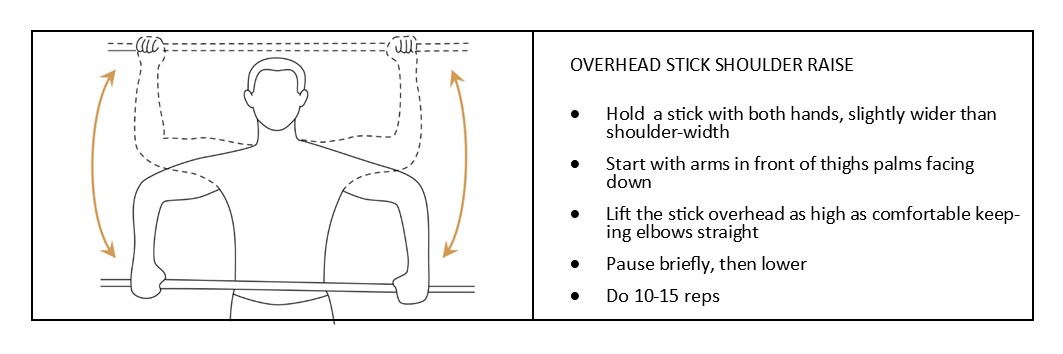 OVERHEAD STICK SHOULDER RAISE
● Hold  a stick with both hands, slightly wider than
shoulder-width
● Start with arms in front of thighs palms facing
down
● Lift the stick overhead as high as comfortable keep-
ing elbows straight
● Pause briefly, then lower
● Do 10-15 reps